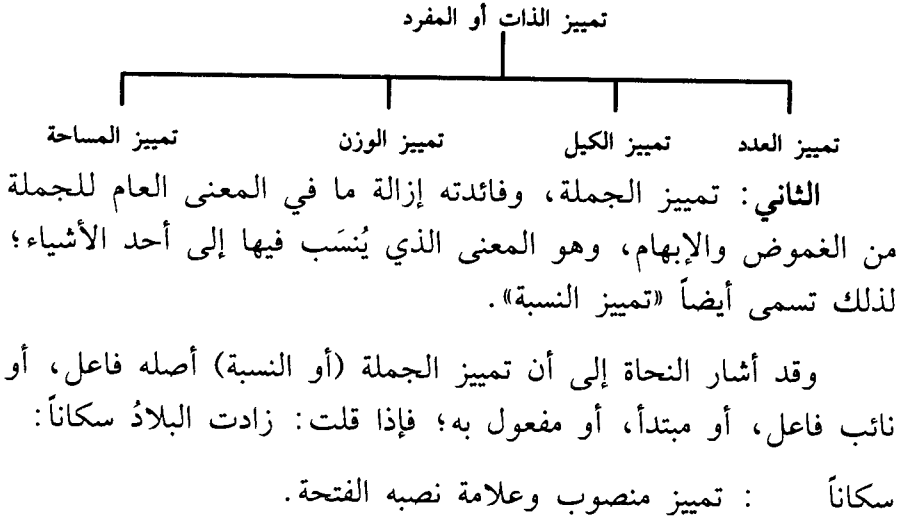 تمييز الذات أو المفرد
تمييز العدد تمييز الكيل تمييز الوزن تمييز المساحة
الثاني: تمييز الجملة، وفائدته إزالة ما في المعنى العام للجملة
من الغموض والإبهام، وهو المعنى الذي يُنسَب فيها إلى أحد الأشياء؛
لذلك تسمى أيضاً «تمييز النسبة».
وقد أشار النحاة إلى أن تمييز الجملة (أو النسبة) أصله فاعل، أو
نائب فاعل، أو مبتدأ، أو مفعول به؛ فإذا قلت: زادت البلادُ سكاناً:
سكاناً : تمييز منصوب وعلامة نصبه الفتحة.